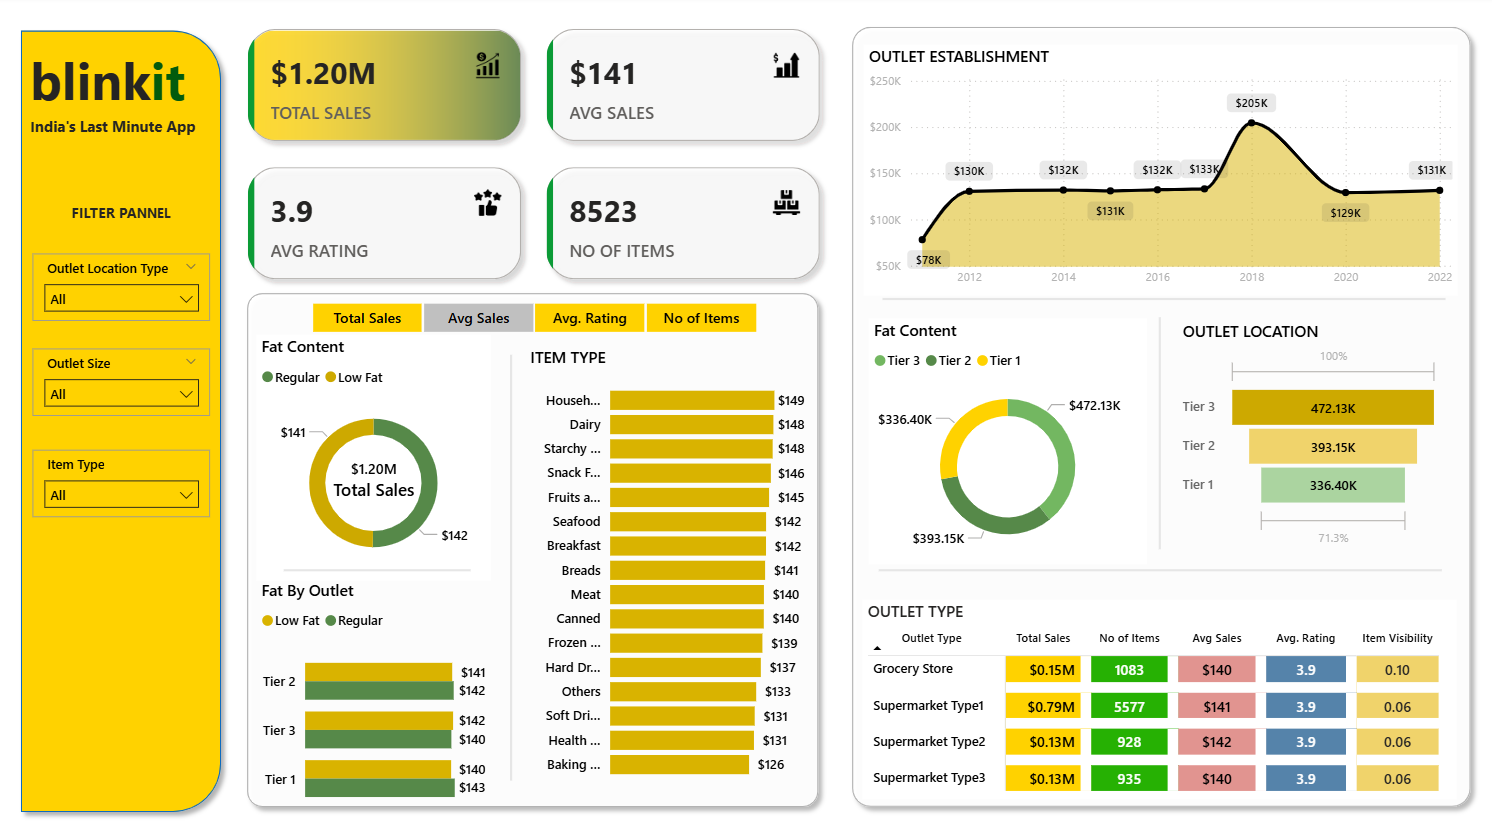 blinkit
India's Last Minute App
FILTER PANNEL
Outlet Location Type
All
Outlet Size
All
Item Type
All
$1.20M
TOTAL SALES
$141
AVG SALES
3.9
AVG RATING
8523
NO OF ITEMS
Total Sales
Avg Sales
Avg. Rating
No of Items
Fat Content
Regular Low Fat
$141
$1.20M
Total Sales
$142
Fat By Outlet
Low Fat Regular
Tier 2
$141
$142
Tier 3
$142
$140
Tier 1
$140
$143
ITEM TYPE
Househ... $149
Dairy $148
Starchy ... $148
Snack F... $146
Fruits a... $145
Seafood $142
Breakfast $142
Breads $141
Meat $140
Canned $140
Frozen ... $139
Hard Dr... $137
Others $133
Soft Dri... $131
Health ... $131
Baking ... $126
OUTLET ESTABLISHMENT
$250K
$200K
$150K
$100K
$50K
$78K
$130K
$132K
$131K
$132K
$133K
$205K
$129K
$131K
2012 2014 2016 2018 2020 2022
Fat Content
Tier 3 Tier 2 Tier 1
$336.40K
$472.13K
$393.15K
OUTLET LOCATION
100%
Tier 3 472.13K
Tier 2 393.15K
Tier 1 336.40K
71.3%
OUTLET TYPE
Outlet Type Total Sales No of Items Avg Sales Avg. Rating Item Visibility
Grocery Store $0.15M 1083 $140 3.9 0.10
Supermarket Type1 $0.79M 5577 $141 3.9 0.06
Supermarket Type2 $0.13M 928 $142 3.9 0.06
Supermarket Type3 $0.13M 935 $140 3.9 0.06